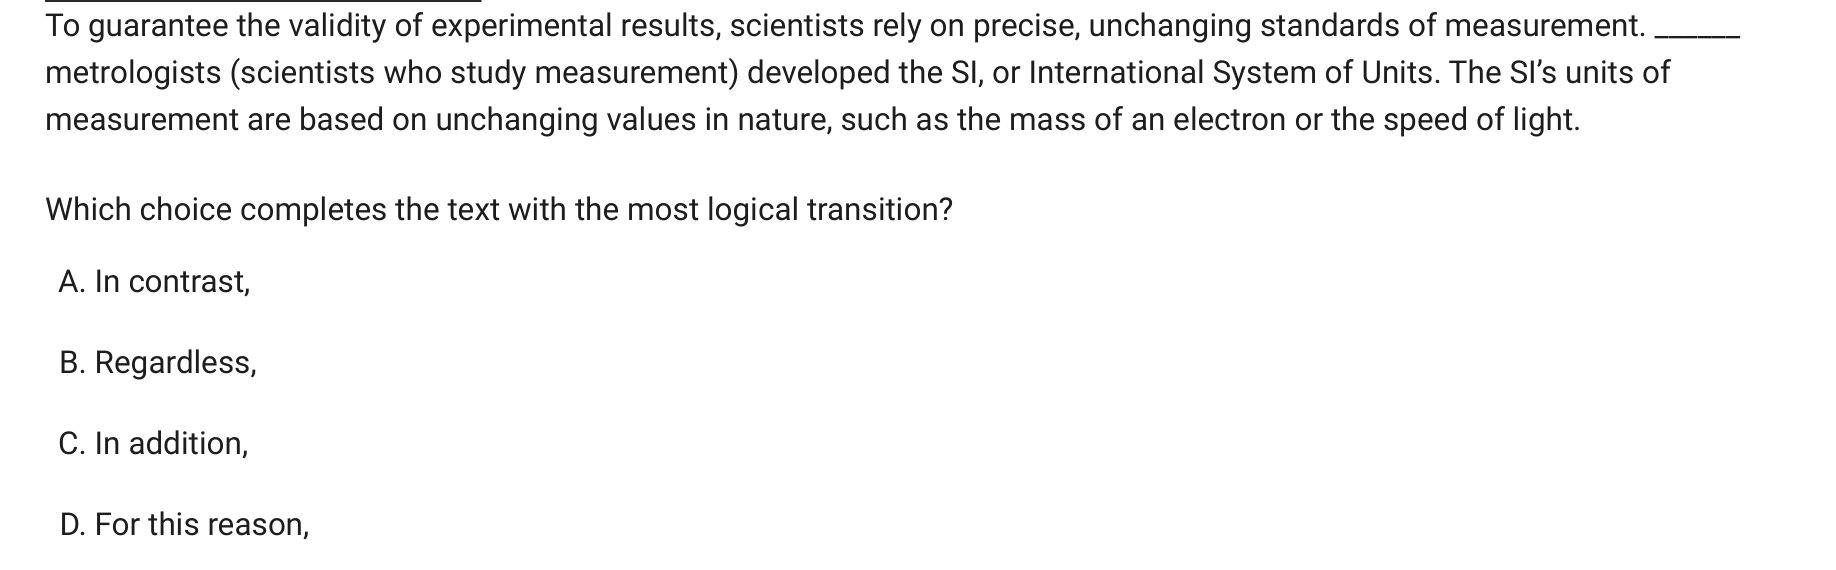 To guarantee the validity of experimental results, scientists rely on precise, unchanging standards of measurement. ______
metrologists (scientists who study measurement) developed the SI, or International System of Units. The SI’s units of
measurement are based on unchanging values in nature, such as the mass of an electron or the speed of light.
Which choice completes the text with the most logical transition?
A. In contrast,
B. Regardless,
C. In addition,
D. For this reason,